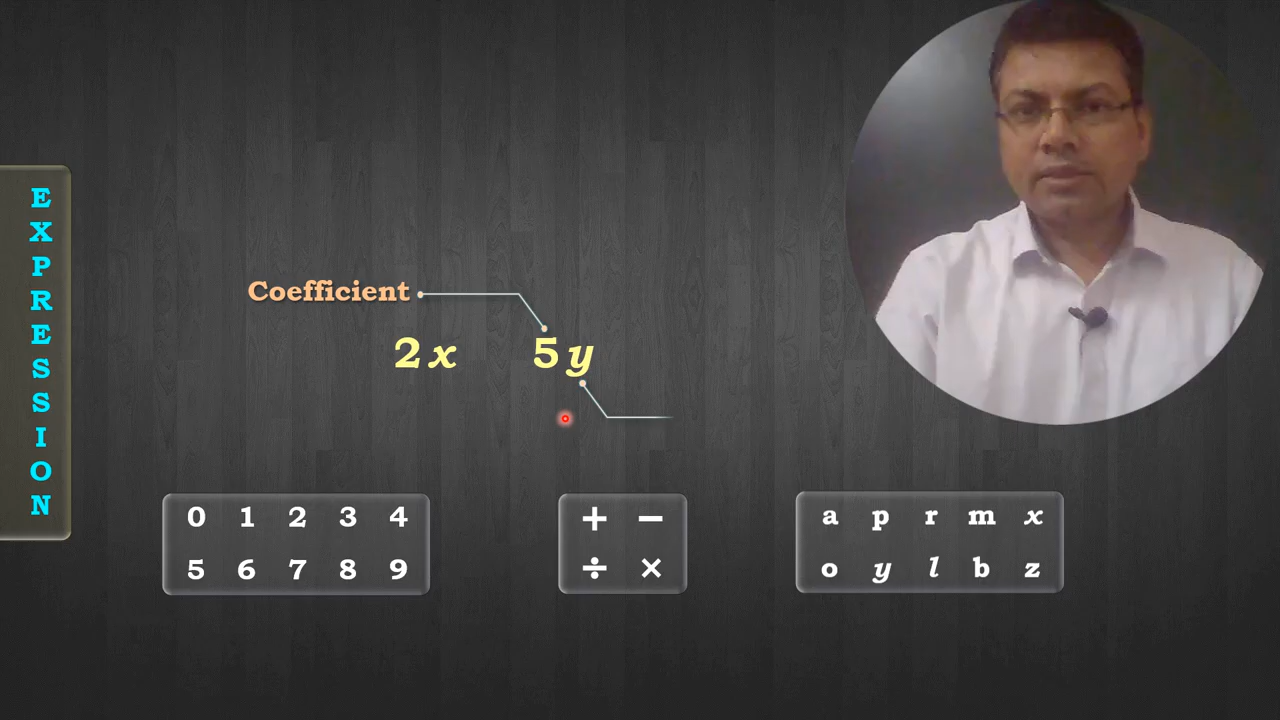 EXPRESSION
Coefficient
2x 5y
0 1 2 3 4
5 6 7 8 9
+ −
÷ ×
a p r m x
o y l b z